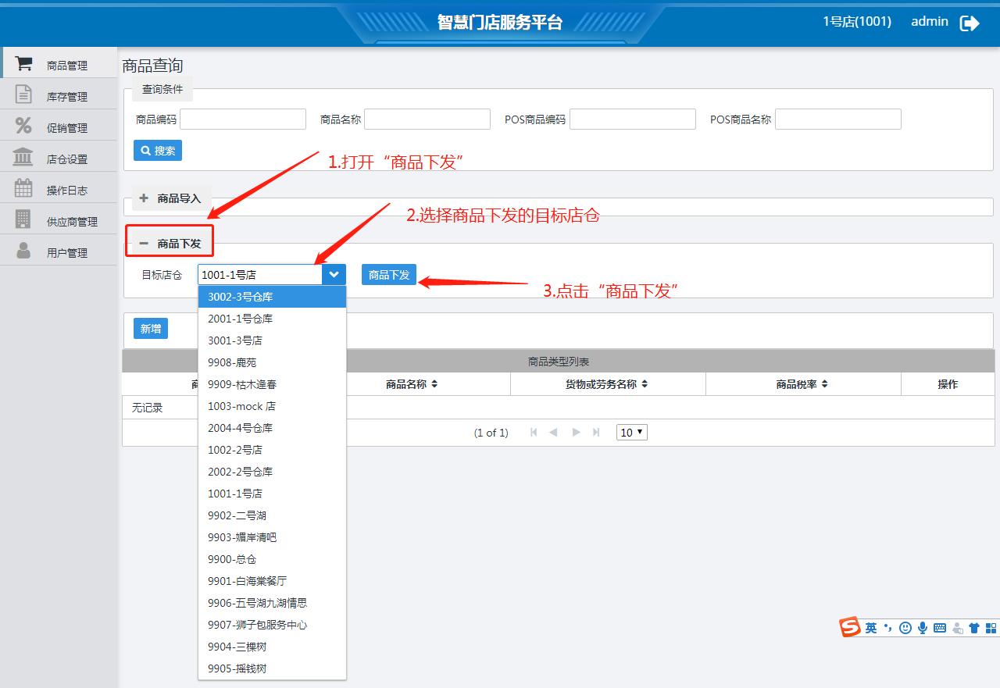 智慧门店服务平台
1号店(1001) admin
商品管理
库存管理
促销管理
店仓设置
操作日志
供应商管理
用户管理
商品查询
查询条件
商品编码 商品名称 POS商品编码 POS商品名称
搜索
1.打开“商品下发”
商品导入
2.选择商品下发的目标店仓
商品下发
目标店仓 1001-1号店 商品下发
3.点击“商品下发”
3002-3号仓库
2001-1号仓库
3001-3号店
9908-鹿苑
9909-枯木逢春
1003-mock 店
2004-4号仓库
1002-2号店
2002-2号仓库
1001-1号店
9902-二号湖
9903-媚岸清吧
9900-总仓
9901-白海棠餐厅
9906-五号湖九湖情思
9907-狮子包服务中心
9904-三棵树
9905-摇钱树
新增
商品类型列表
商品名称 货物或劳务名称 商品税率 操作
无记录
(1 of 1) 10
英